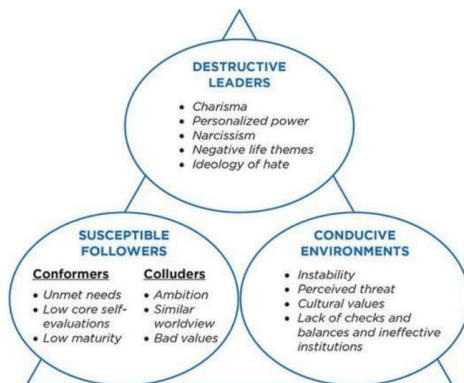 DESTRUCTIVE
LEADERS
• Charisma
• Personalized power
• Narcissism
• Negative life themes
• Ideology of hate
SUSCEPTIBLE
FOLLOWERS
Conformers
• Unmet needs
• Low core self-
evaluations
• Low maturity
Colluders
• Ambition
• Similar
worldview
• Bad values
CONDUCIVE
ENVIRONMENTS
• Instability
• Perceived threat
• Cultural values
• Lack of checks and
balances and ineffective
institutions